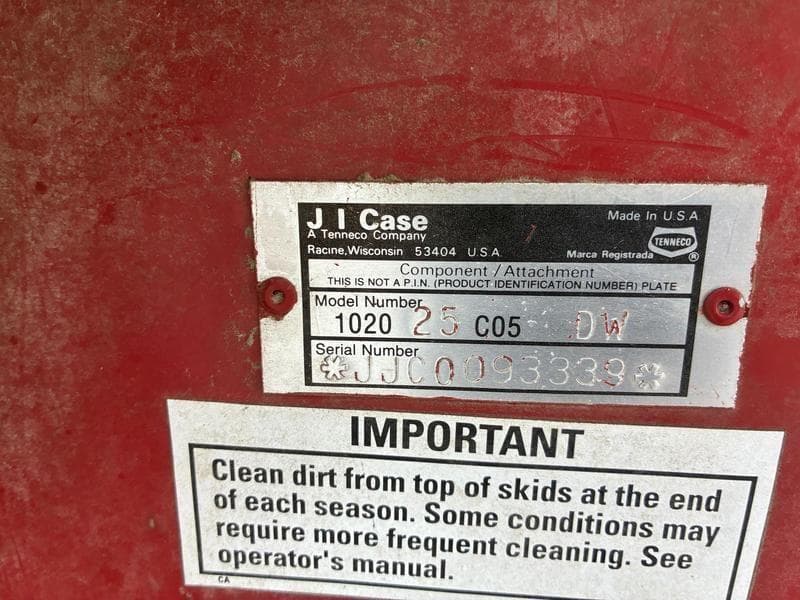 J I Case
A Tenneco Company
Racine, Wisconsin 53404 U.S.A.
Made In U.S.A
TENNECO
Marca Registrada ®
Component / Attachment
THIS IS NOT A P.I.N. (PRODUCT IDENTIFICATION NUMBER) PLATE
Model Number
1020 25 C05 DW
Serial Number
*JJC0093339*
IMPORTANT
Clean dirt from top of skids at the end
of each season. Some conditions may
require more frequent cleaning. See
operator's manual.
CA